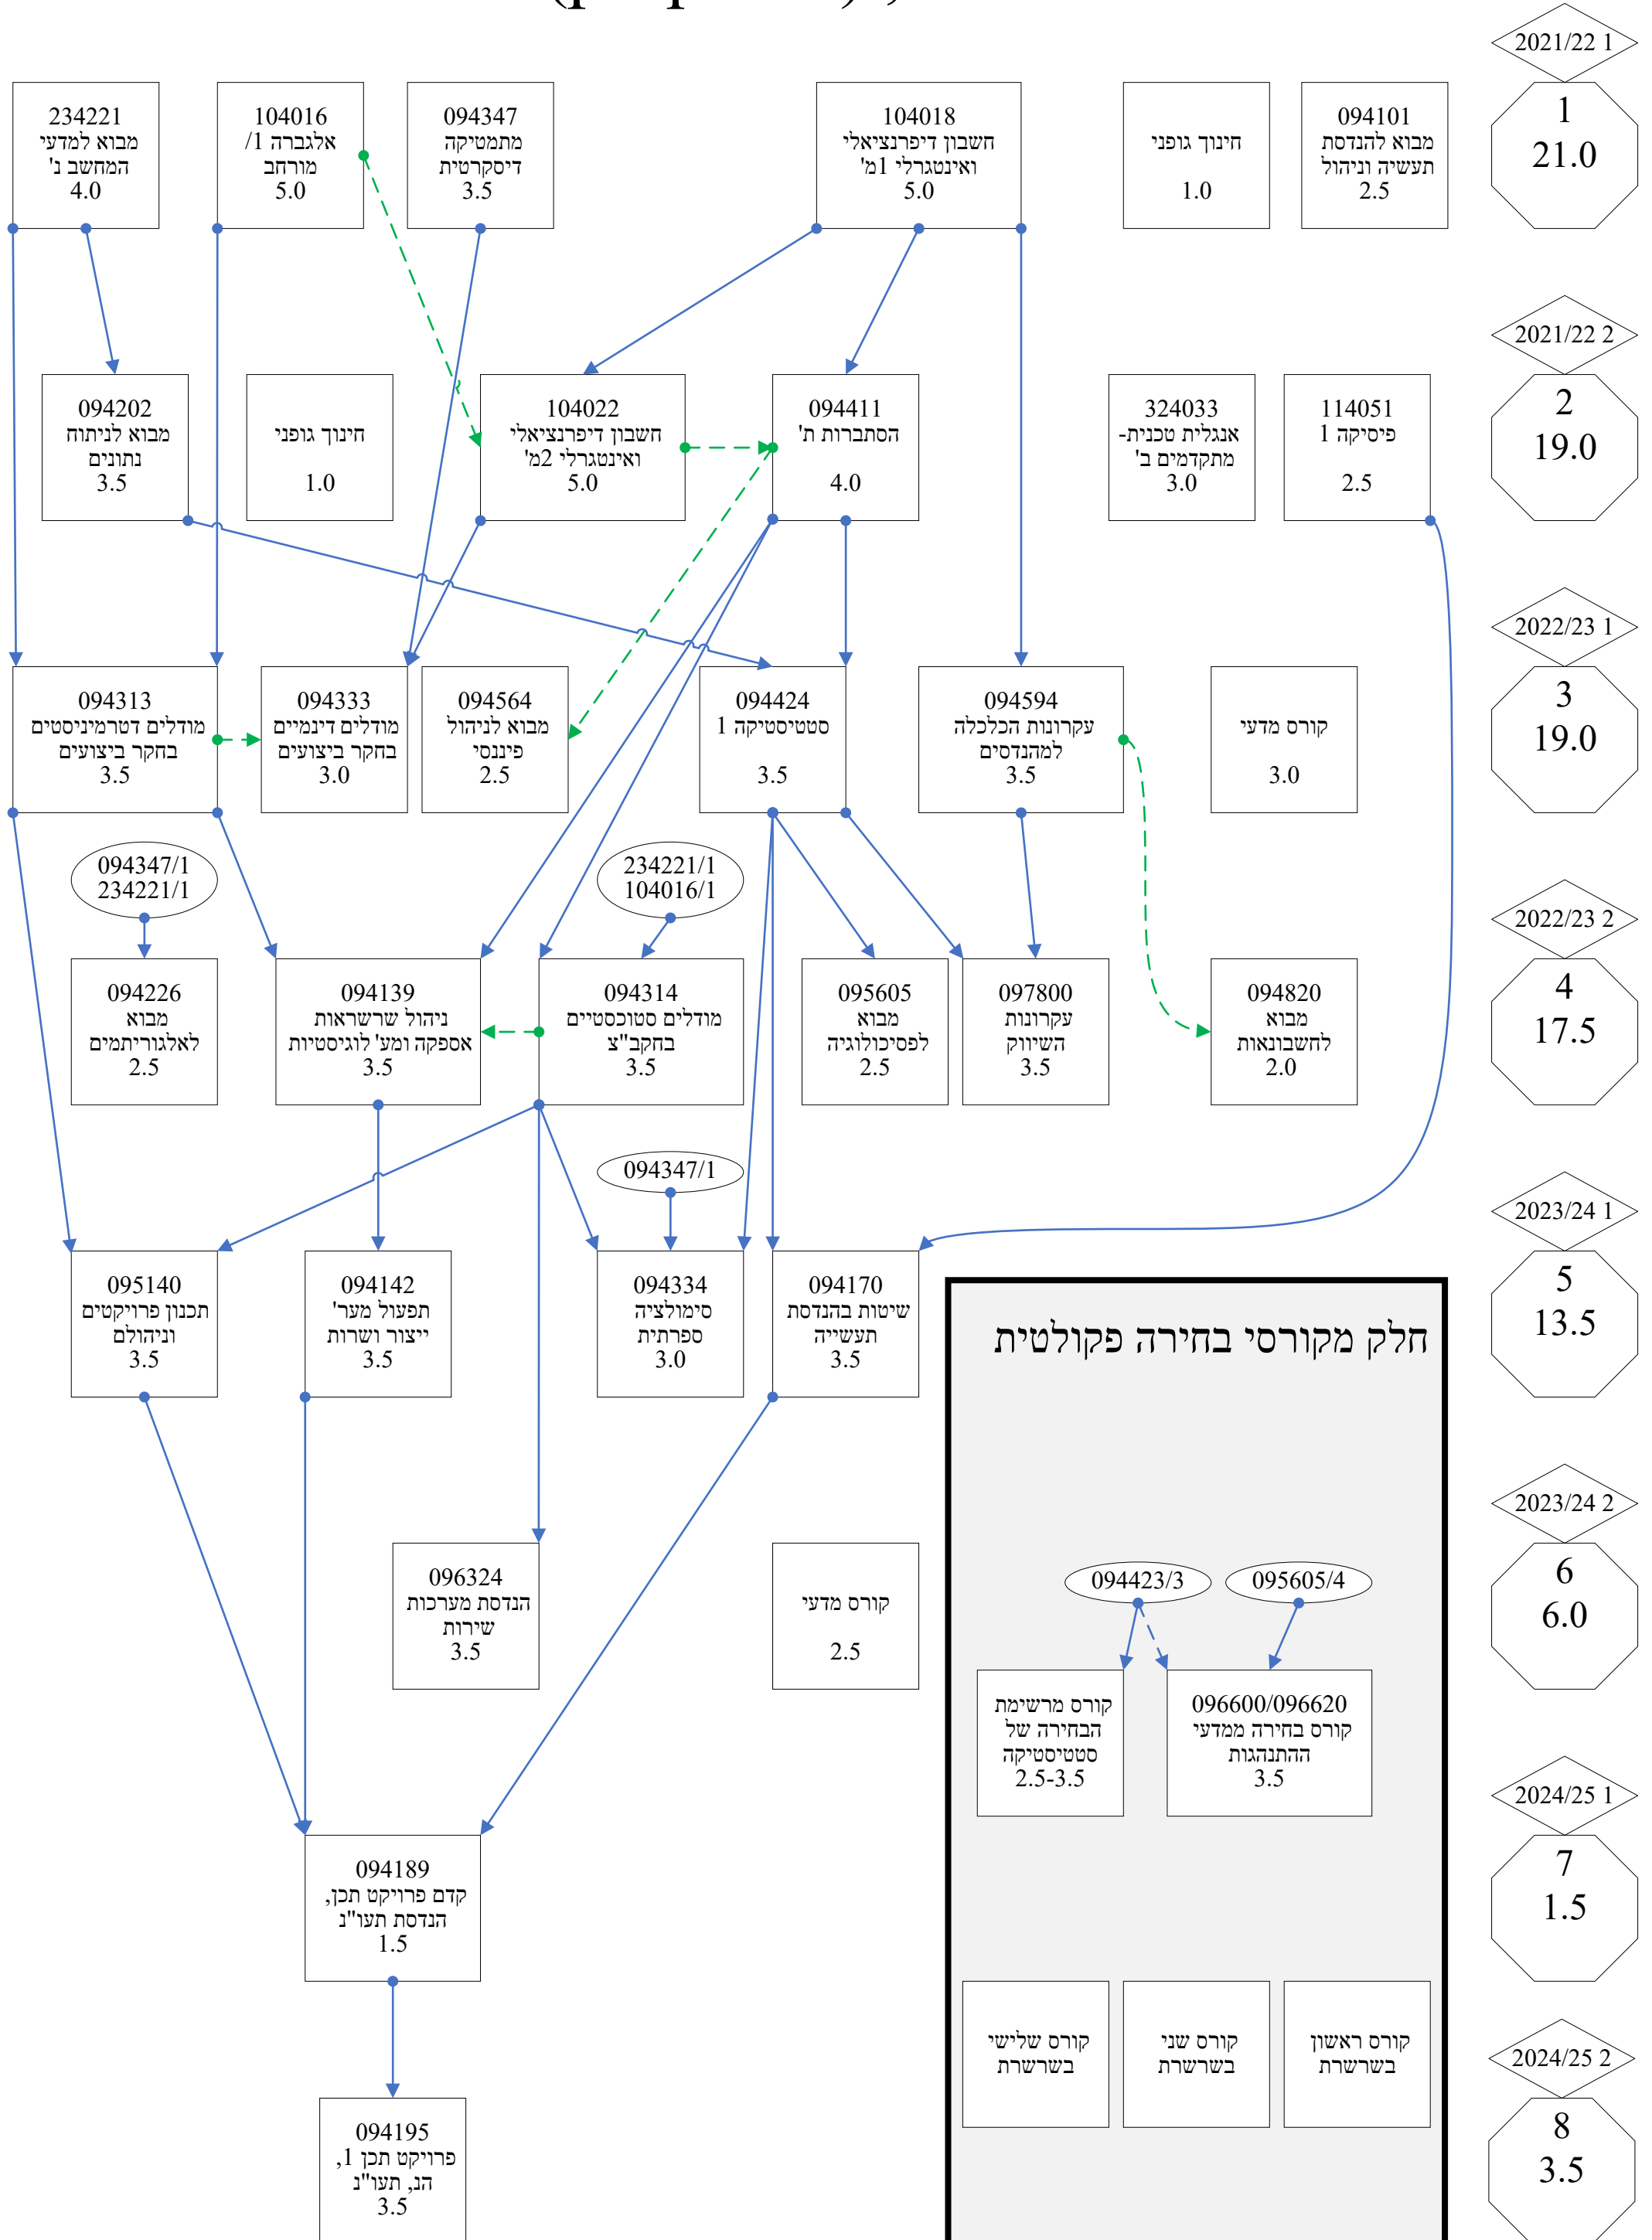 2021/22 1
1
21.0
094101
מבוא להנדסת
תעשיה וניהול
2.5
חינוך גופני
1.0
104018
חשבון דיפרנציאלי
ואינטגרלי 1מ'
5.0
094347
מתמטיקה
דיסקרטית
3.5
104016
אלגברה 1/
מורחב
5.0
234221
מבוא למדעי
המחשב נ'
4.0
2021/22 2
2
19.0
114051
פיסיקה 1
2.5
324033
אנגלית טכנית-
מתקדמים ב'
3.0
094411
הסתברות ת'
4.0
104022
חשבון דיפרנציאלי
ואינטגרלי 2מ'
5.0
חינוך גופני
1.0
094202
מבוא לניתוח
נתונים
3.5
2022/23 1
3
19.0
קורס מדעי
3.0
094594
עקרונות הכלכלה
למהנדסים
3.5
094424
סטטיסטיקה 1
3.5
094564
מבוא לניהול
פיננסי
2.5
094333
מודלים דינמיים
בחקר ביצועים
3.0
094313
מודלים דטרמיניסטים
בחקר ביצועים
3.5
234221/1
104016/1
094347/1
234221/1
2022/23 2
4
17.5
094820
מבוא
לחשבונאות
2.0
097800
עקרונות
השיווק
3.5
095605
מבוא
לפסיכולוגיה
2.5
094314
מודלים סטוכסטיים
בחקב"צ
3.5
094139
ניהול שרשראות
אספקה ומע' לוגיסטיות
3.5
094226
מבוא
לאלגוריתמים
2.5
094347/1
2023/24 1
5
13.5
094170
שיטות בהנדסת
תעשייה
3.5
094334
סימולציה
ספרתית
3.0
094142
תפעול מער'
ייצור ושרות
3.5
095140
תכנון פרויקטים
וניהולם
3.5
חלק מקורסי בחירה פקולטית
2023/24 2
6
6.0
095605/4
094423/3
קורס מדעי
2.5
096324
הנדסת מערכות
שירות
3.5
096600/096620
קורס בחירה ממדעי
ההתנהגות
3.5
קורס מרשימת
הבחירה של
סטטיסטיקה
2.5-3.5
2024/25 1
7
1.5
094189
קדם פרויקט תכן,
הנדסת תעו"נ
1.5
קורס ראשון
בשרשרת
קורס שני
בשרשרת
קורס שלישי
בשרשרת
2024/25 2
8
3.5
094195
פרויקט תכן 1,
הנ, תעו"נ
3.5